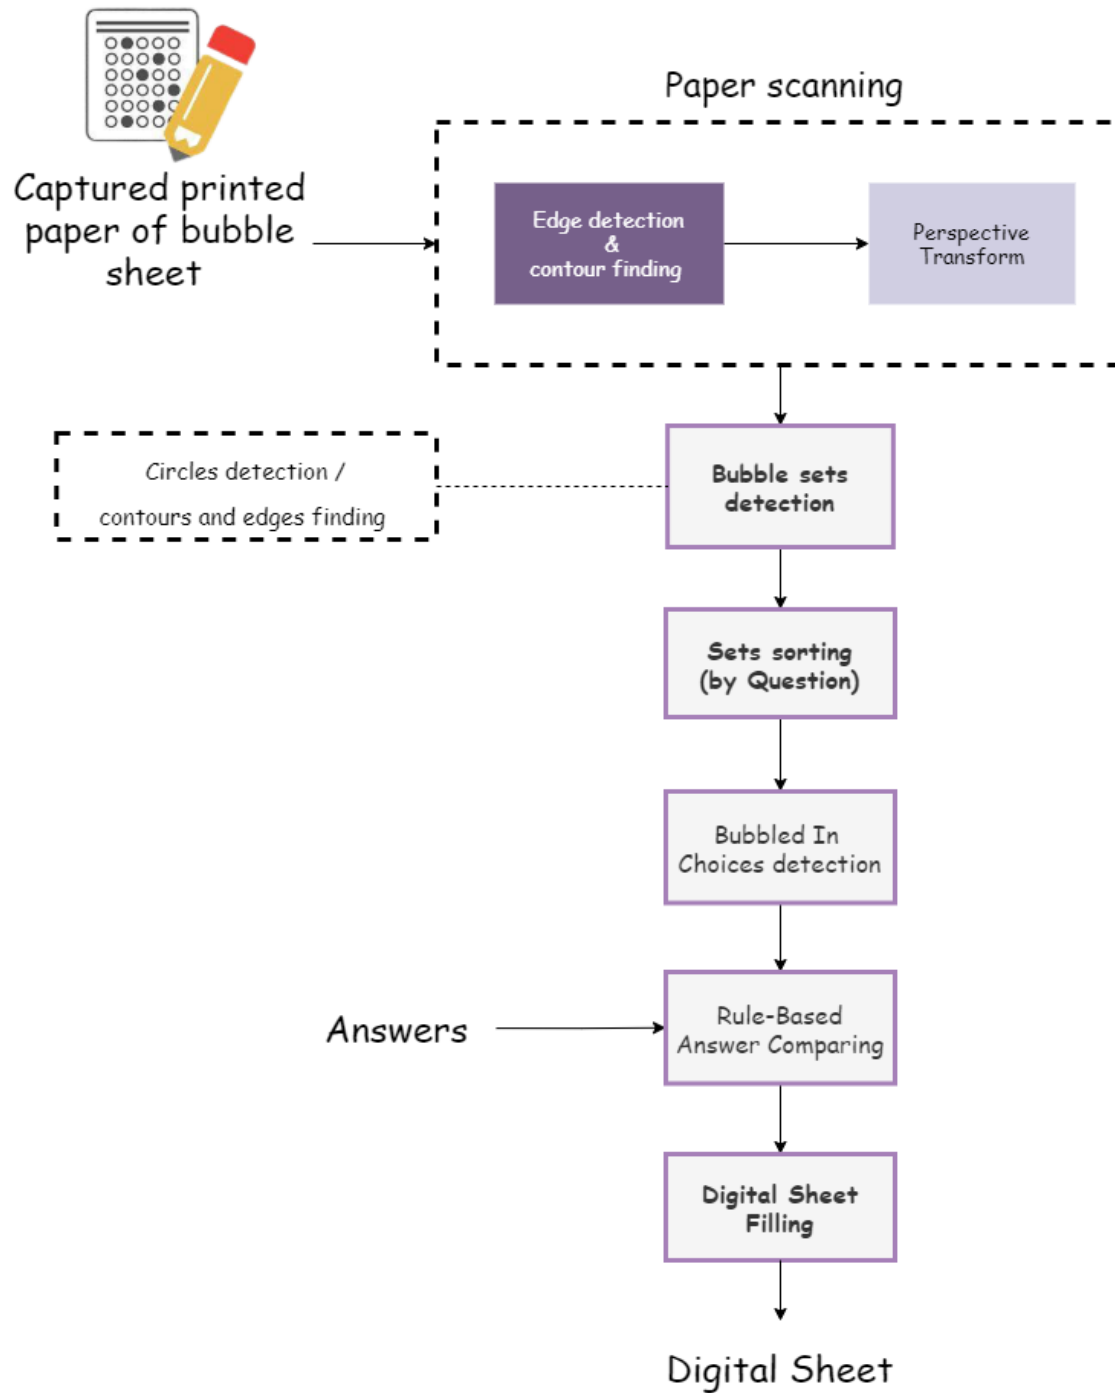 Paper scanning
Captured printed
paper of bubble
sheet
Edge detection
&
contour finding
Perspective
Transform
Circles detection /
contours and edges finding
Bubble sets
detection
Sets sorting
(by Question)
Bubbled In
Choices detection
Answers
Rule-Based
Answer Comparing
Digital Sheet
Filling
Digital Sheet